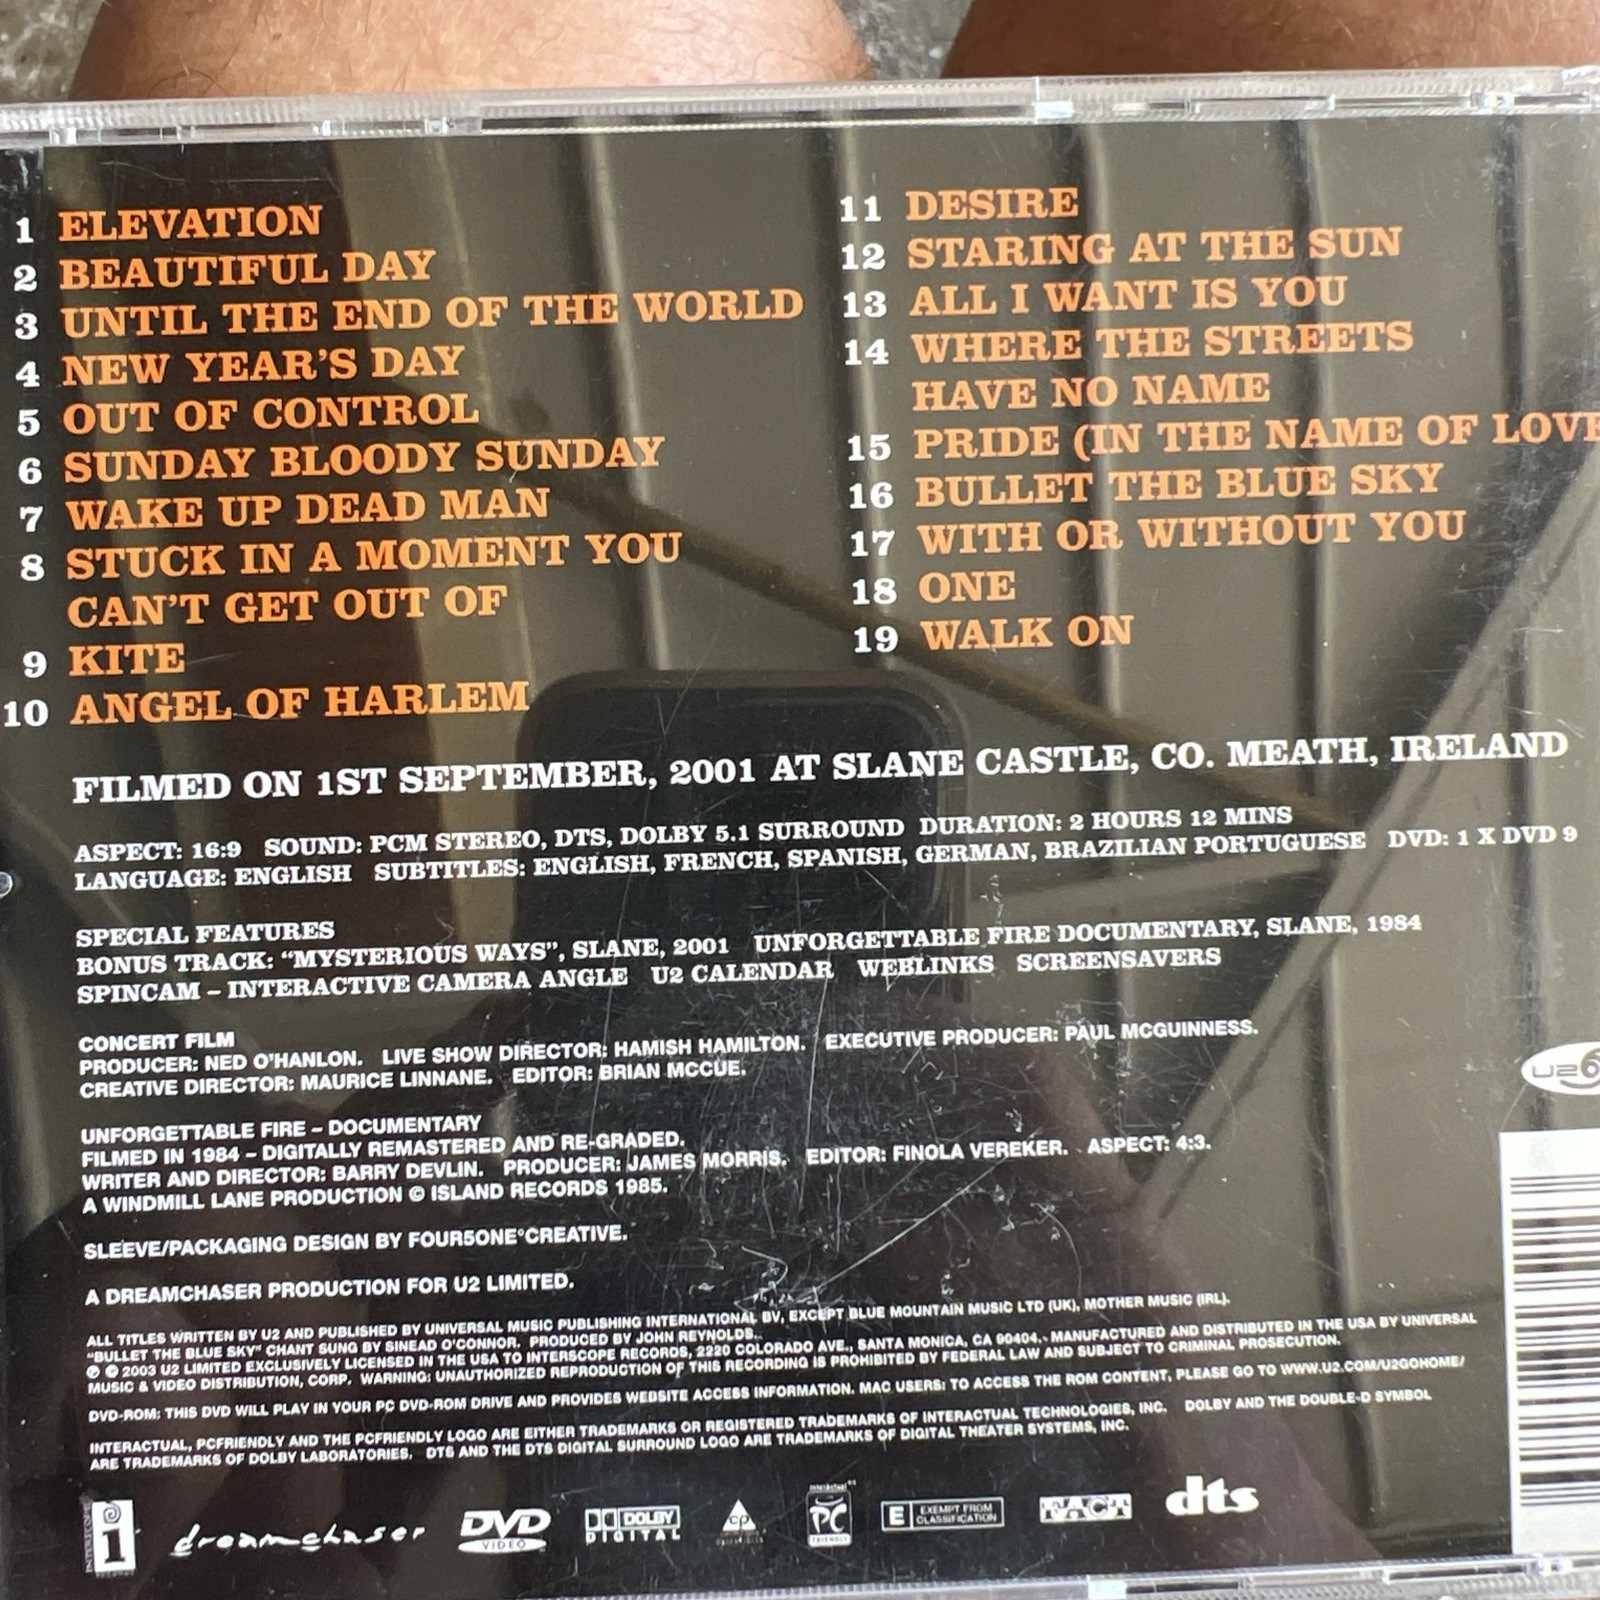 1 ELEVATION
2 BEAUTIFUL DAY
3 UNTIL THE END OF THE WORLD
4 NEW YEAR'S DAY
5 OUT OF CONTROL
6 SUNDAY BLOODY SUNDAY
7 WAKE UP DEAD MAN
8 STUCK IN A MOMENT YOU
CAN'T GET OUT OF
9 KITE
10 ANGEL OF HARLEM
11 DESIRE
12 STARING AT THE SUN
13 ALL I WANT IS YOU
14 WHERE THE STREETS
HAVE NO NAME
15 PRIDE (IN THE NAME OF LOVE
16 BULLET THE BLUE SKY
17 WITH OR WITHOUT YOU
18 ONE
19 WALK ON
FILMED ON 1ST SEPTEMBER, 2001 AT SLANE CASTLE, CO. MEATH, IRELAND
ASPECT: 16:9 SOUND: PCM STEREO, DTS, DOLBY 5.1 SURROUND DURATION: 2 HOURS 12 MINS
LANGUAGE: ENGLISH SUBTITLES: ENGLISH, FRENCH, SPANISH, GERMAN, BRAZILIAN PORTUGUESE DVD: 1 X DVD 9
SPECIAL FEATURES
BONUS TRACK: “MYSTERIOUS WAYS”, SLANE, 2001 UNFORGETTABLE FIRE DOCUMENTARY, SLANE, 1984
SPINCAM – INTERACTIVE CAMERA ANGLE U2 CALENDAR WEBLINKS SCREENSAVERS
CONCERT FILM
PRODUCER: NED O'HANLON. LIVE SHOW DIRECTOR: HAMISH HAMILTON. EXECUTIVE PRODUCER: PAUL MCGUINNESS.
CREATIVE DIRECTOR: MAURICE LINNANE. EDITOR: BRIAN MCCUE.
UNFORGETTABLE FIRE – DOCUMENTARY
FILMED IN 1984 – DIGITALLY REMASTERED AND RE-GRADED.
WRITER AND DIRECTOR: BARRY DEVLIN. PRODUCER: JAMES MORRIS. EDITOR: FINOLA VEREKER. ASPECT: 4:3.
A WINDMILL LANE PRODUCTION © ISLAND RECORDS 1985.
SLEEVE/PACKAGING DESIGN BY FOUR5ONE°CREATIVE.
A DREAMCHASER PRODUCTION FOR U2 LIMITED.
ALL TITLES WRITTEN BY U2 AND PUBLISHED BY UNIVERSAL MUSIC PUBLISHING INTERNATIONAL BV, EXCEPT BLUE MOUNTAIN MUSIC LTD (UK), MOTHER MUSIC (IRL).
"BULLET THE BLUE SKY" CHANT SUNG BY SINEAD O'CONNOR. PRODUCED BY JOHN REYNOLDS.
℗ © 2003 U2 LIMITED EXCLUSIVELY LICENSED IN THE USA TO INTERSCOPE RECORDS, 2220 COLORADO AVE., SANTA MONICA, CA 90404. MANUFACTURED AND DISTRIBUTED IN THE USA BY UNIVERSAL
MUSIC & VIDEO DISTRIBUTION, CORP. WARNING: UNAUTHORIZED REPRODUCTION OF THIS RECORDING IS PROHIBITED BY FEDERAL LAW AND SUBJECT TO CRIMINAL PROSECUTION.
DVD-ROM: THIS DVD WILL PLAY IN YOUR PC DVD-ROM DRIVE AND PROVIDES WEBSITE ACCESS INFORMATION. MAC USERS: TO ACCESS THE ROM CONTENT, PLEASE GO TO WWW.U2.COM/U2GOHOME/
INTERACTUAL, PCFRIENDLY AND THE PCFRIENDLY LOGO ARE EITHER TRADEMARKS OR REGISTERED TRADEMARKS OF INTERACTUAL TECHNOLOGIES, INC. DOLBY AND THE DOUBLE-D SYMBOL
ARE TRADEMARKS OF DOLBY LABORATORIES. DTS AND THE DTS DIGITAL SURROUND LOGO ARE TRADEMARKS OF DIGITAL THEATER SYSTEMS, INC.
INTERSCOPE
i
dreamchaser
DVD
VIDEO
DOLBY
DIGITAL
InterActual
PC
FRIENDLY
E EXEMPT FROM
CLASSIFICATION
FACT
dts
U2